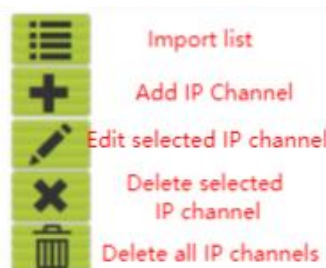 Import list
Add IP Channel
Edit selected IP channel
Delete selected
IP channel
Delete all IP channels